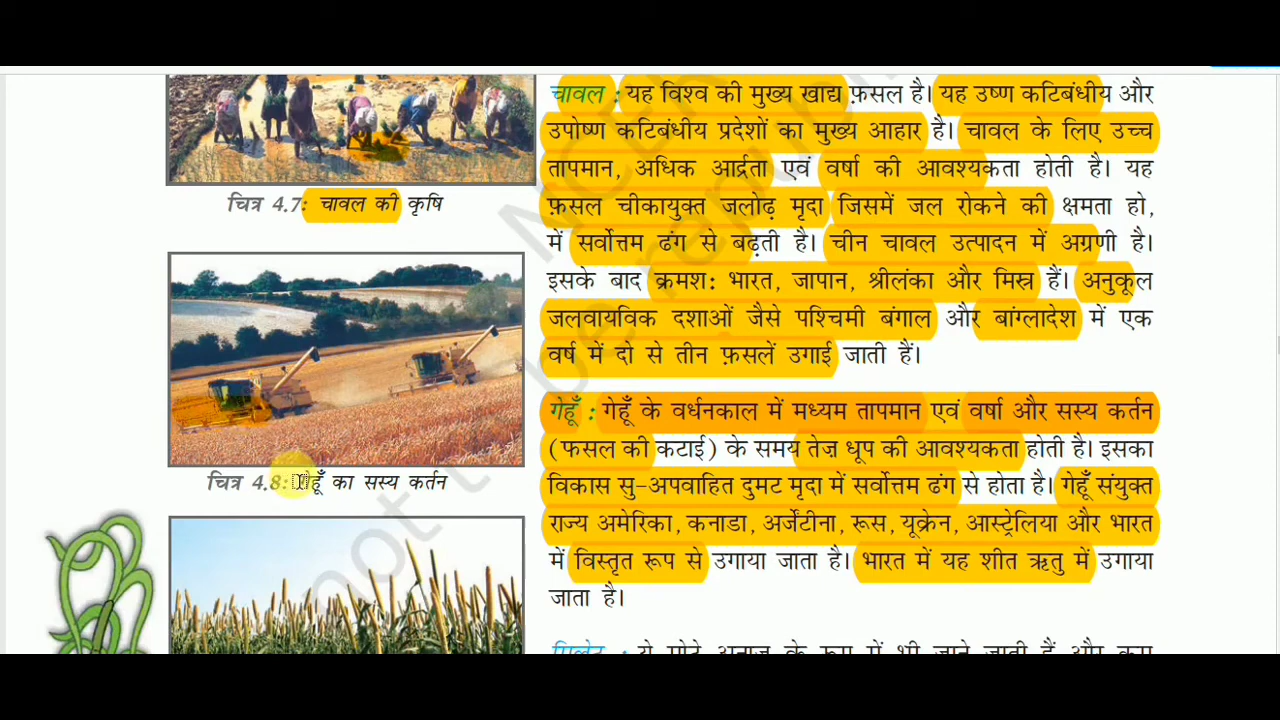 चावल : यह विश्व की मुख्य खाद्य फ़सल है। यह उष्ण कटिबंधीय और
उपोष्ण कटिबंधीय प्रदेशों का मुख्य आहार है। चावल के लिए उच्च
तापमान, अधिक आर्द्रता एवं वर्षा की आवश्यकता होती है। यह
फ़सल चीकायुक्त जलोढ़ मृदा जिसमें जल रोकने की क्षमता हो,
में सर्वोत्तम ढंग से बढ़ती है। चीन चावल उत्पादन में अग्रणी है।
इसके बाद क्रमश: भारत, जापान, श्रीलंका और मिस्र हैं। अनुकूल
जलवायविक दशाओं जैसे पश्चिमी बंगाल और बांग्लादेश में एक
वर्ष में दो से तीन फ़सलें उगाई जाती हैं।
गेहूँ : गेहूँ के वर्धनकाल में मध्यम तापमान एवं वर्षा और सस्य कर्तन
(फसल की कटाई) के समय तेज़ धूप की आवश्यकता होती है। इसका
विकास सु-अपवाहित दुमट मृदा में सर्वोत्तम ढंग से होता है। गेहूँ संयुक्त
राज्य अमेरिका, कनाडा, अर्जेंटीना, रूस, यूक्रेन, आस्ट्रेलिया और भारत
में विस्तृत रूप से उगाया जाता है। भारत में यह शीत ऋतु में उगाया
जाता है।
चित्र 4.7: चावल की कृषि
चित्र 4.8: गेहूँ का सस्य कर्तन
not to be